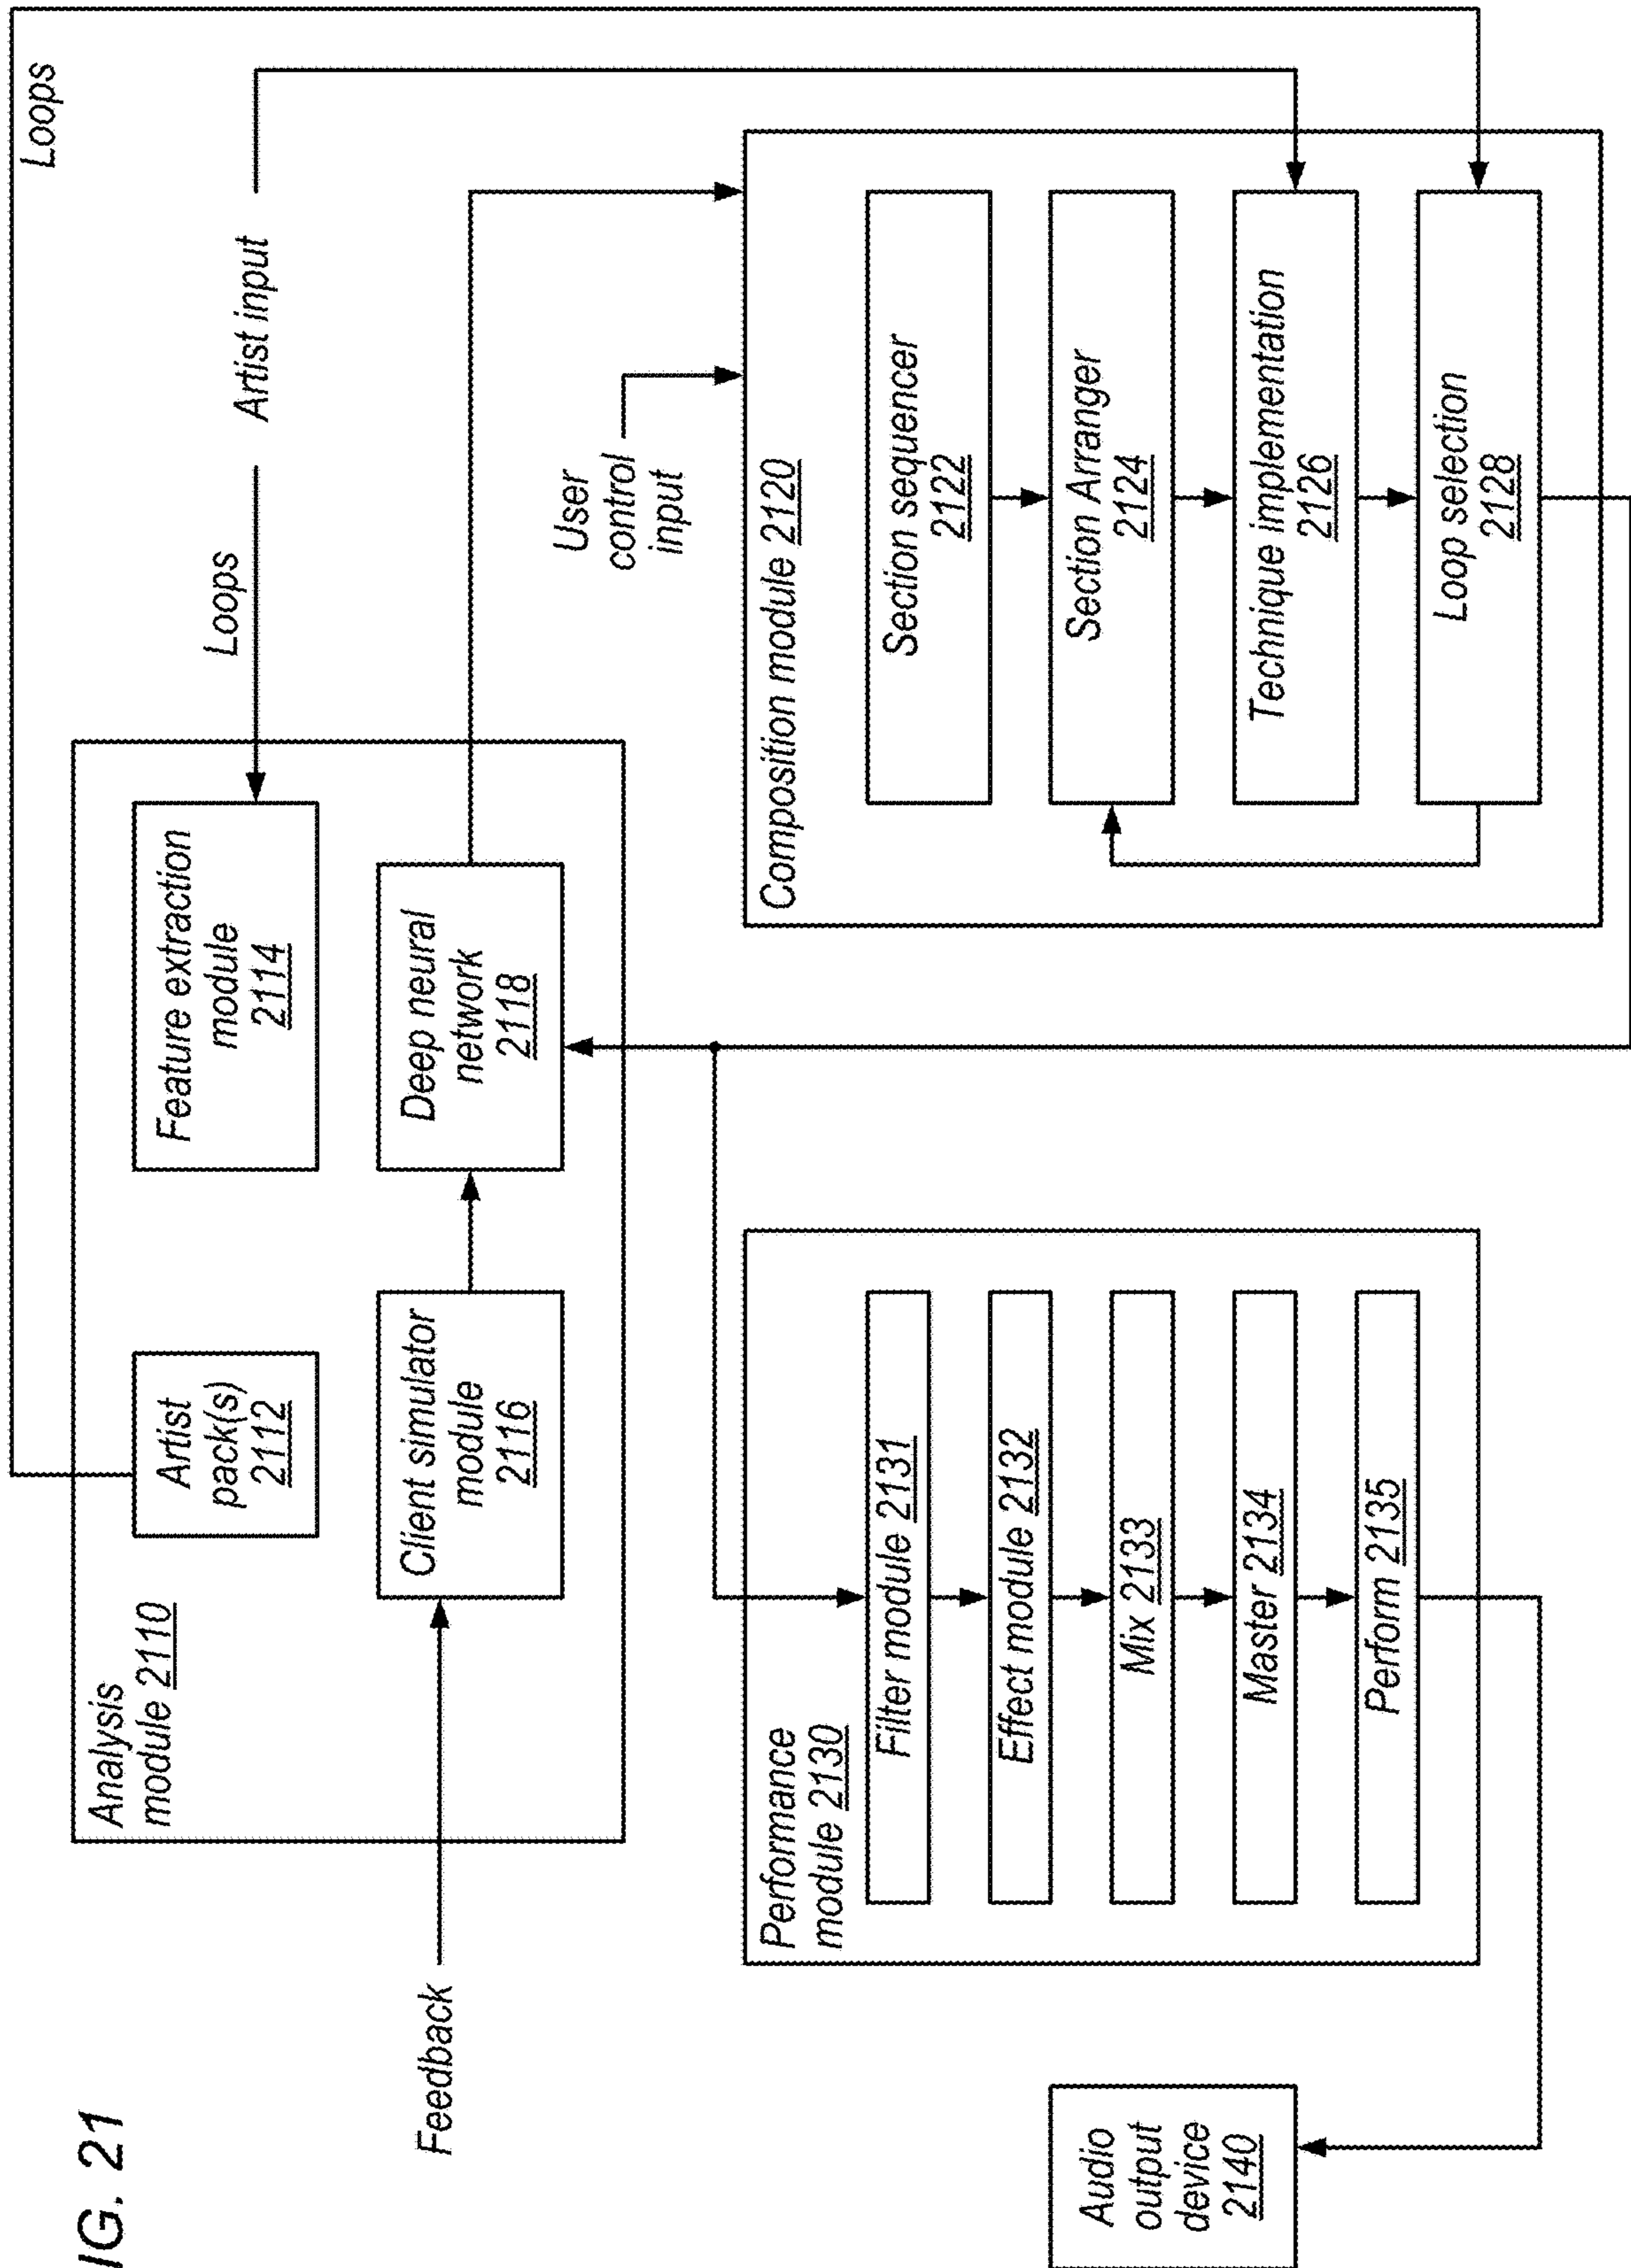 Loops
Artist input
Loops
Analysis
module 2110
Artist
pack(s)
2112
Feature extraction
module
2114
Client simulator
module
2116
Deep neural
network
2118
Feedback
User
control
input
Composition module 2120
Section sequencer
2122
Section Arranger
2124
Technique implementation
2126
Loop selection
2128
Performance
module 2130
Filter module 2131
Effect module 2132
Mix 2133
Master 2134
Perform 2135
Audio
output
device
2140
IG. 21